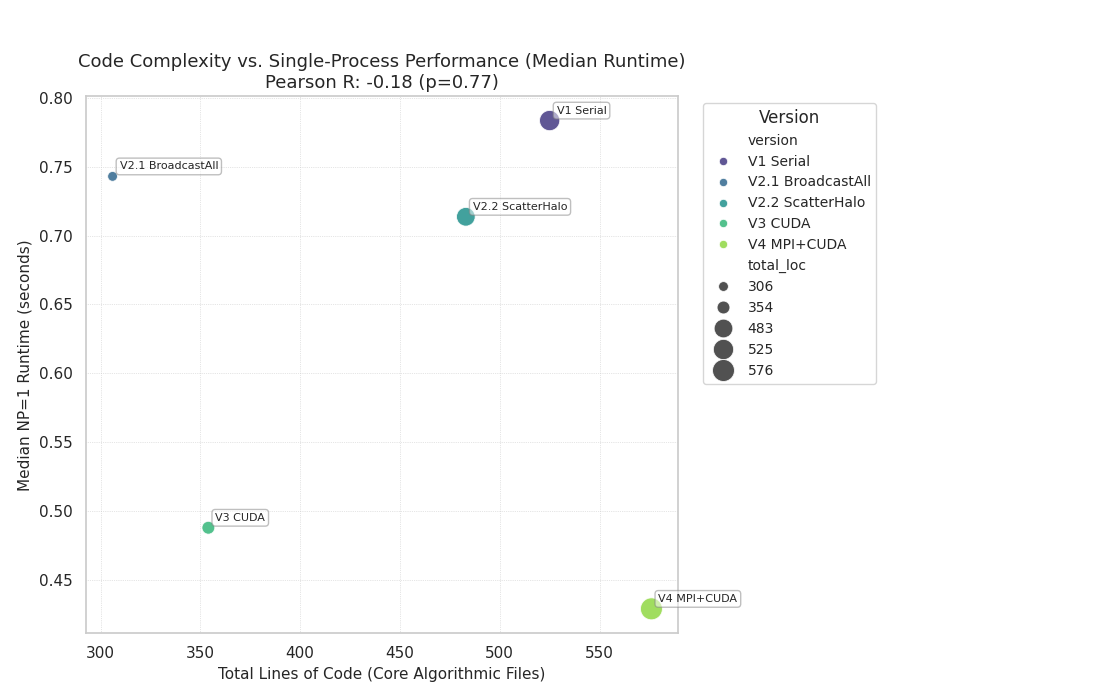 Code Complexity vs. Single-Process Performance (Median Runtime)
Pearson R: -0.18 (p=0.77)
Median NP=1 Runtime (seconds)
0.80
0.75
0.70
0.65
0.60
0.55
0.50
0.45
V1 Serial
V2.1 BroadcastAll
V2.2 ScatterHalo
V3 CUDA
V4 MPI+CUDA
300
350
400
450
500
550
Total Lines of Code (Core Algorithmic Files)
Version
version
V1 Serial
V2.1 BroadcastAll
V2.2 ScatterHalo
V3 CUDA
V4 MPI+CUDA
total_loc
306
354
483
525
576